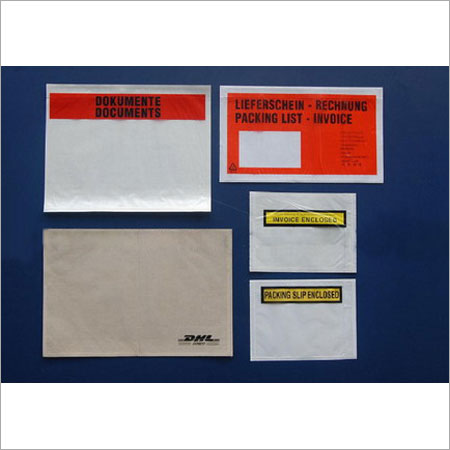 DOKUMENTE
DOCUMENTS
LIEFERSCHEIN - RECHNUNG
PACKING LIST - INVOICE
INVOICE ENCLOSED
PACKING SLIP ENCLOSED
DHL